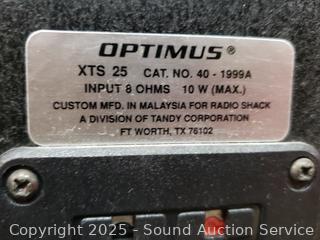 OPTIMUS®
XTS 25 CAT. NO. 40 - 1999A
INPUT 8 OHMS 10 W (MAX.)
CUSTOM MFD. IN MALAYSIA FOR RADIO SHACK
A DIVISION OF TANDY CORPORATION
FT WORTH, TX 76102
Copyright 2025 - Sound Auction Service